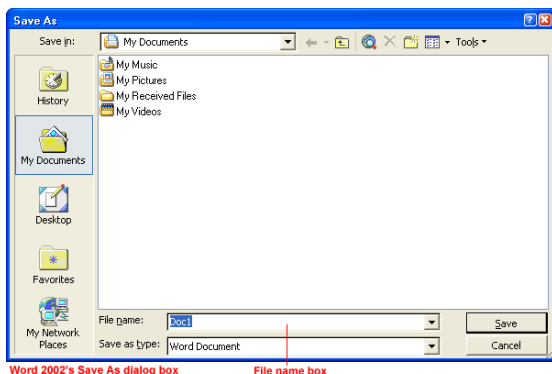 Save As
Save in: My Documents Tools
History
My Documents
Desktop
Favorites
My Network Places
My Music
My Pictures
My Received Files
My Videos
File name: Doc1 Save
Save as type: Word Document Cancel
Word 2002's Save As dialog box File name box